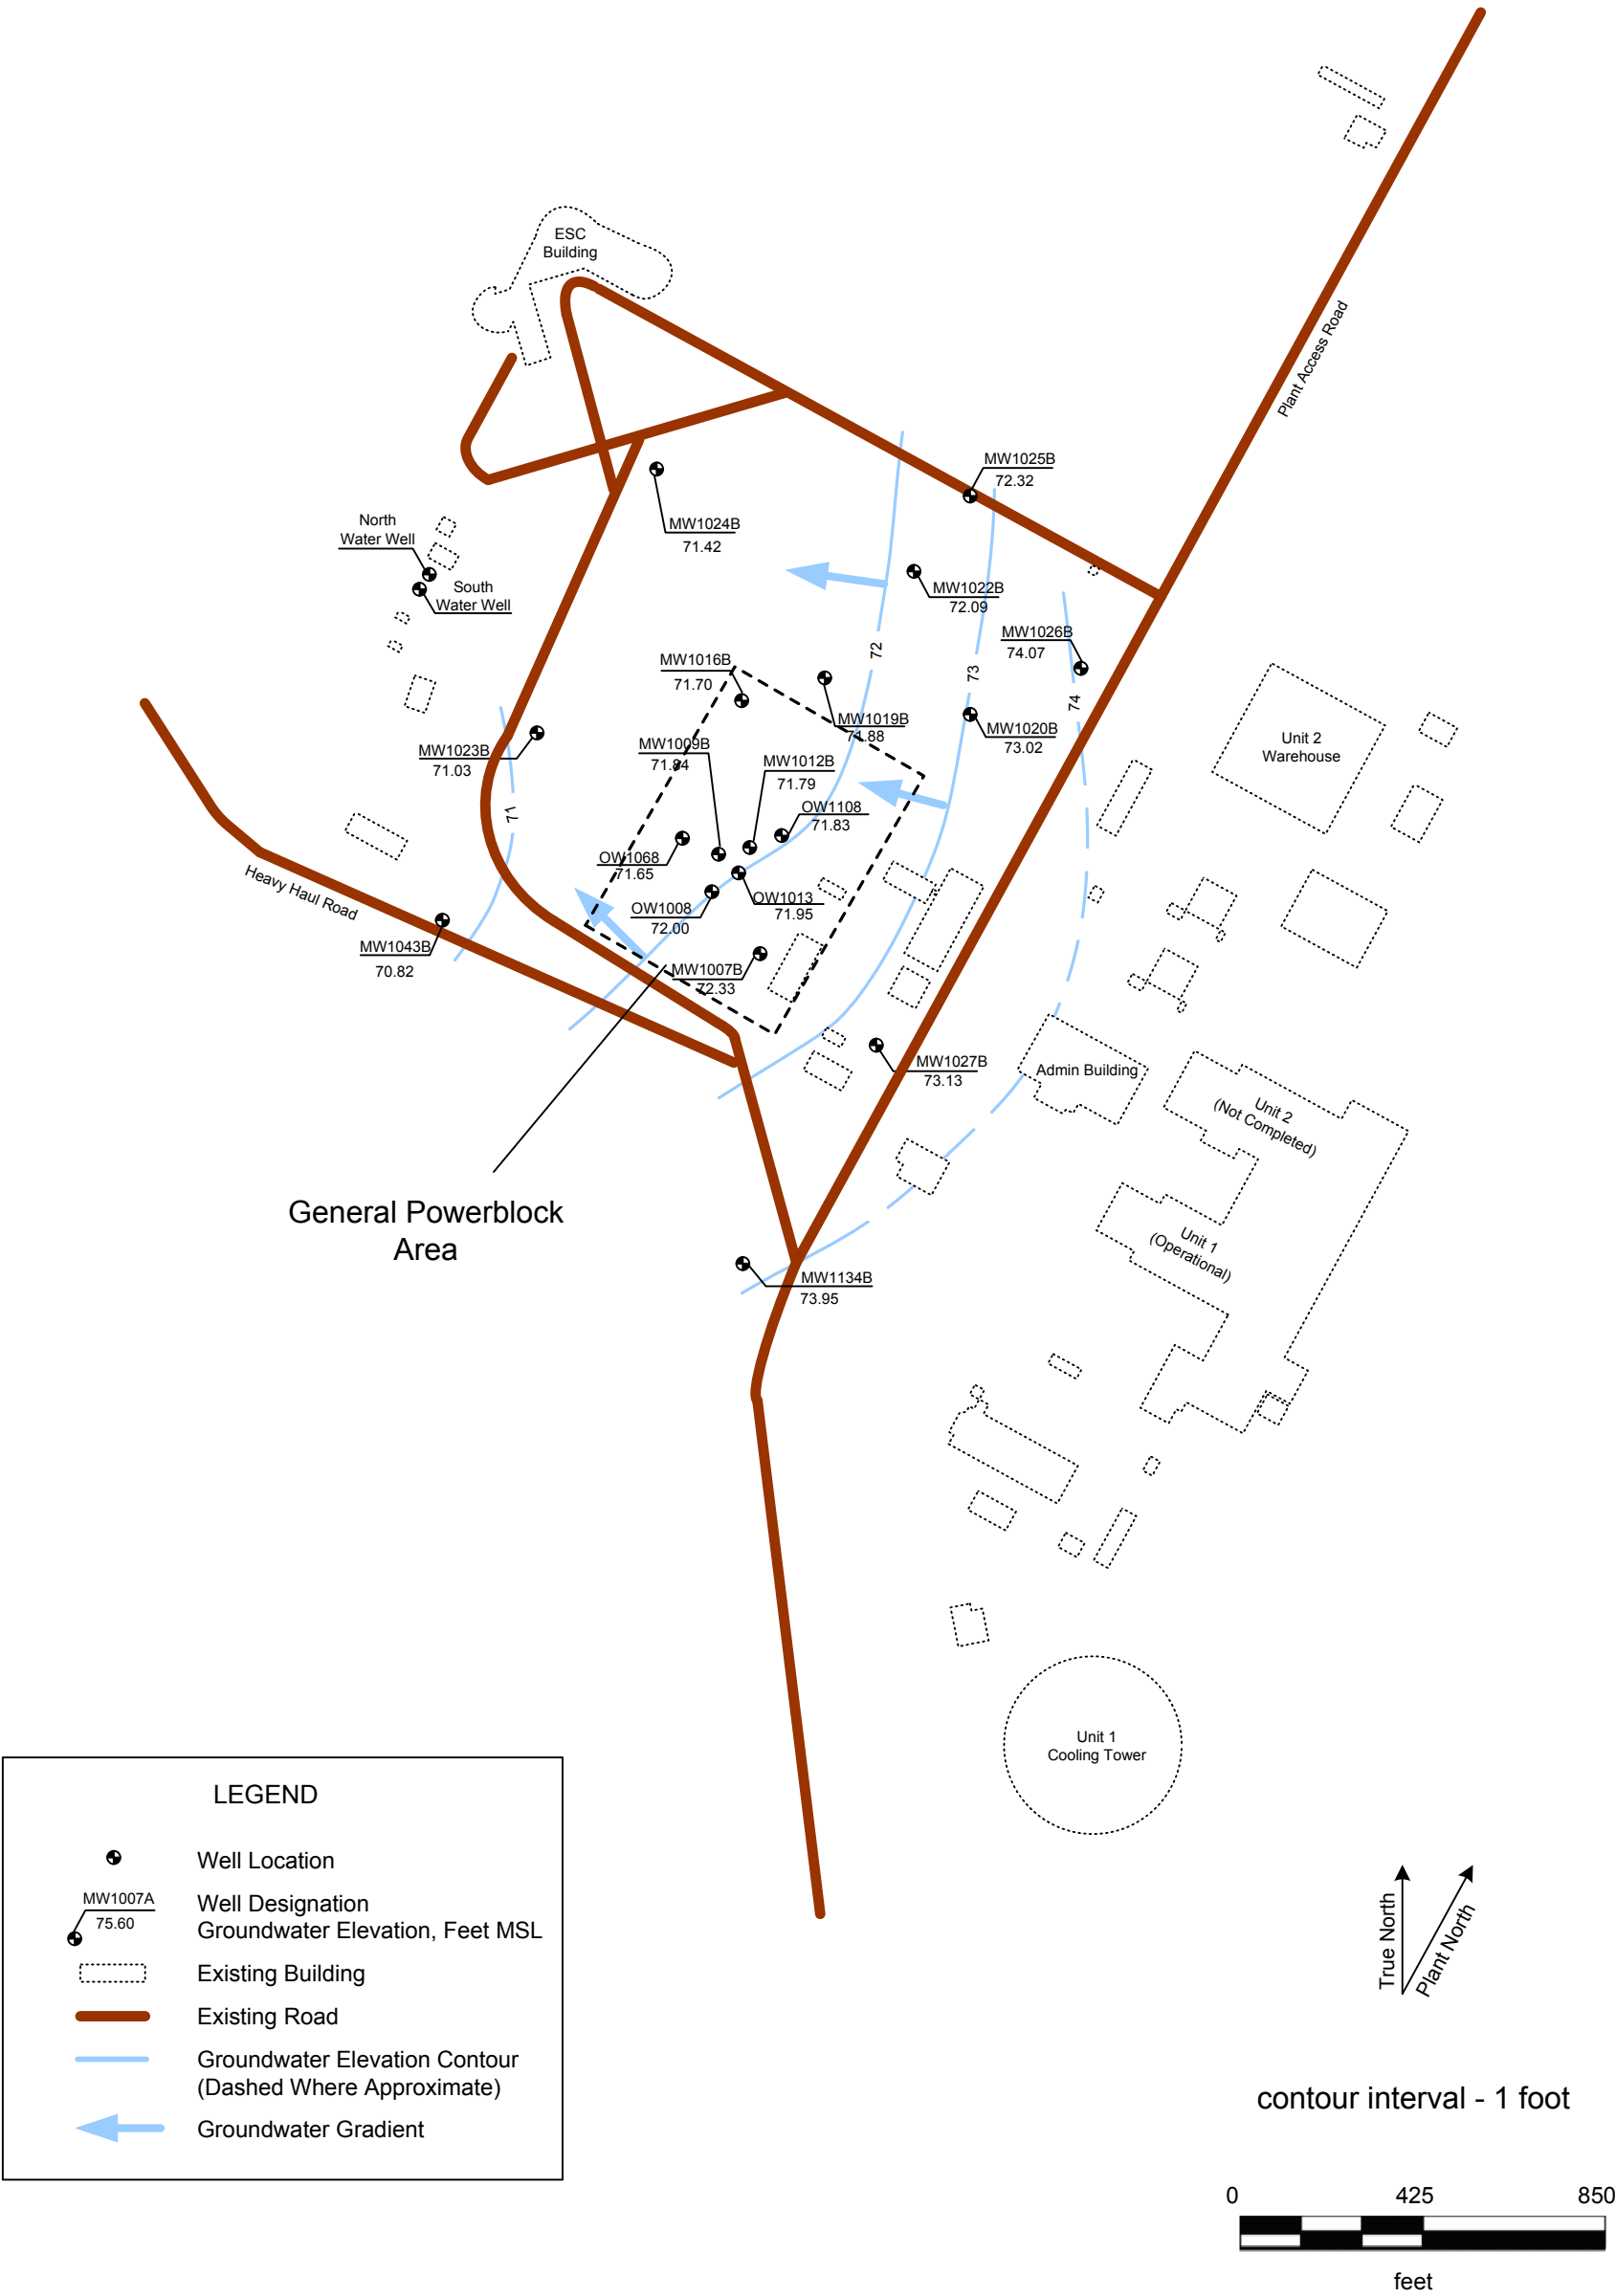 ESC
Building
Plant Access Road
MW1025B
72.32
MW1024B
71.42
North
Water Well
South
Water Well
MW1022B
72.09
MW1026B
74.07
72
73
74
MW1016B
71.70
MW1019B
71.88
MW1020B
73.02
Unit 2
Warehouse
MW1023B
71.03
MW1009B
71.84
MW1012B
71.79
OW1108
71.83
71
OW1068
71.65
Heavy Haul Road
OW1008
72.00
OW1013
71.95
MW1043B
70.82
MW1007B
72.33
MW1027B
73.13
Admin Building
Unit 2
(Not Completed)
General Powerblock
Area
Unit 1
(Operational)
MW1134B
73.95
Unit 1
Cooling Tower
LEGEND
Well Location
MW1007A
75.60
Well Designation
Groundwater Elevation, Feet MSL
Existing Building
Existing Road
Groundwater Elevation Contour
(Dashed Where Approximate)
Groundwater Gradient
True North
Plant North
contour interval - 1 foot
0 425 850
feet